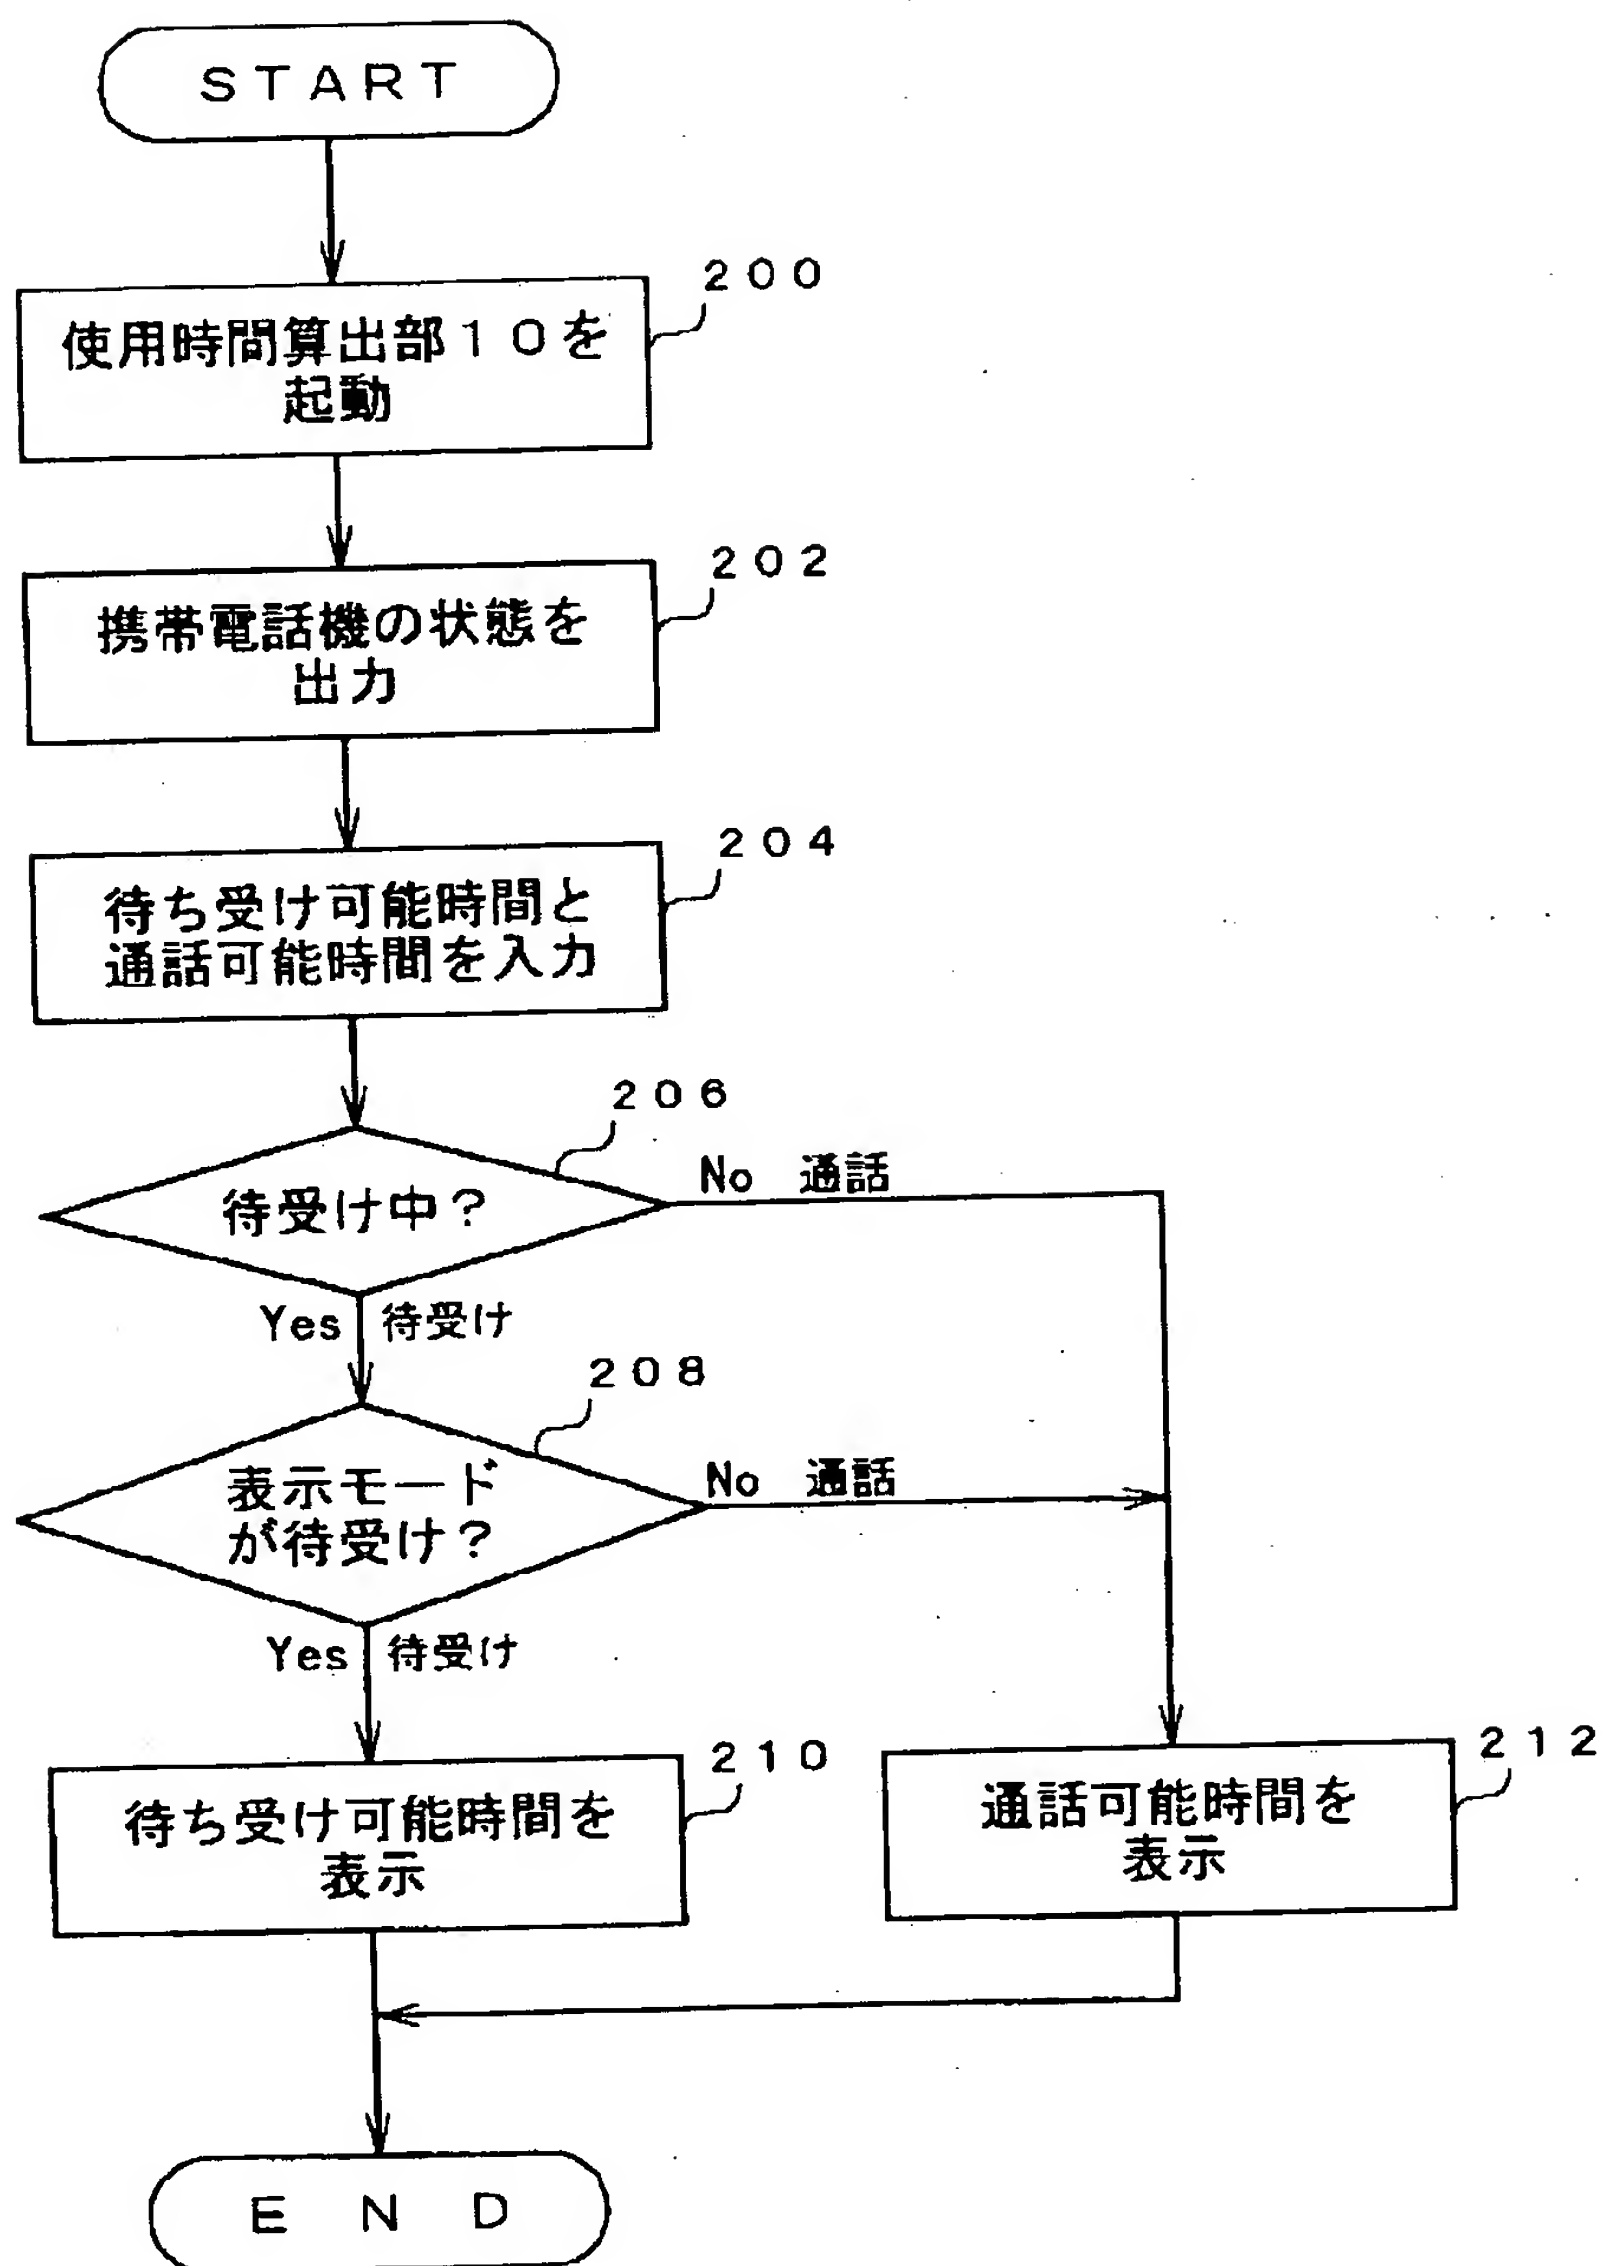 ＳＴＡＲＴ
２００
使用時間算出部１０を
起動
２０２
携帯電話機の状態を
出力
２０４
待ち受け可能時間と
通話可能時間を入力
２０６
待受け中？
No 通話
Yes 待受け
２０８
表示モード
が待受け？
No 通話
Yes 待受け
２１０
待ち受け可能時間を
表示
２１２
通話可能時間を
表示
ＥＮＤ